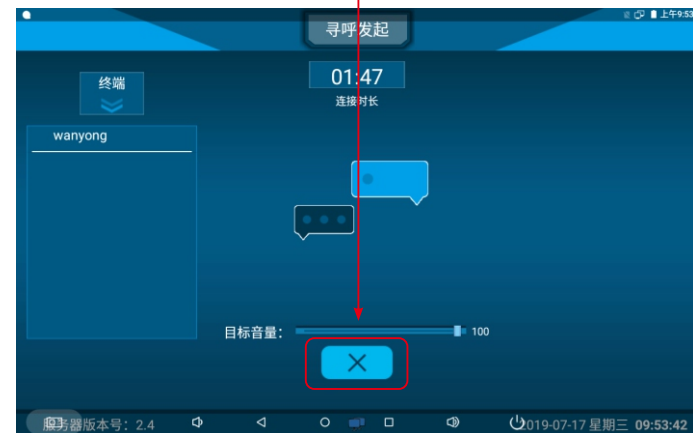 上午9:53
寻呼发起
终端
01:47
连接时长
wanyong
目标音量:
100
服务器版本号:2.4
2019-07-17 星期三 09:53:42